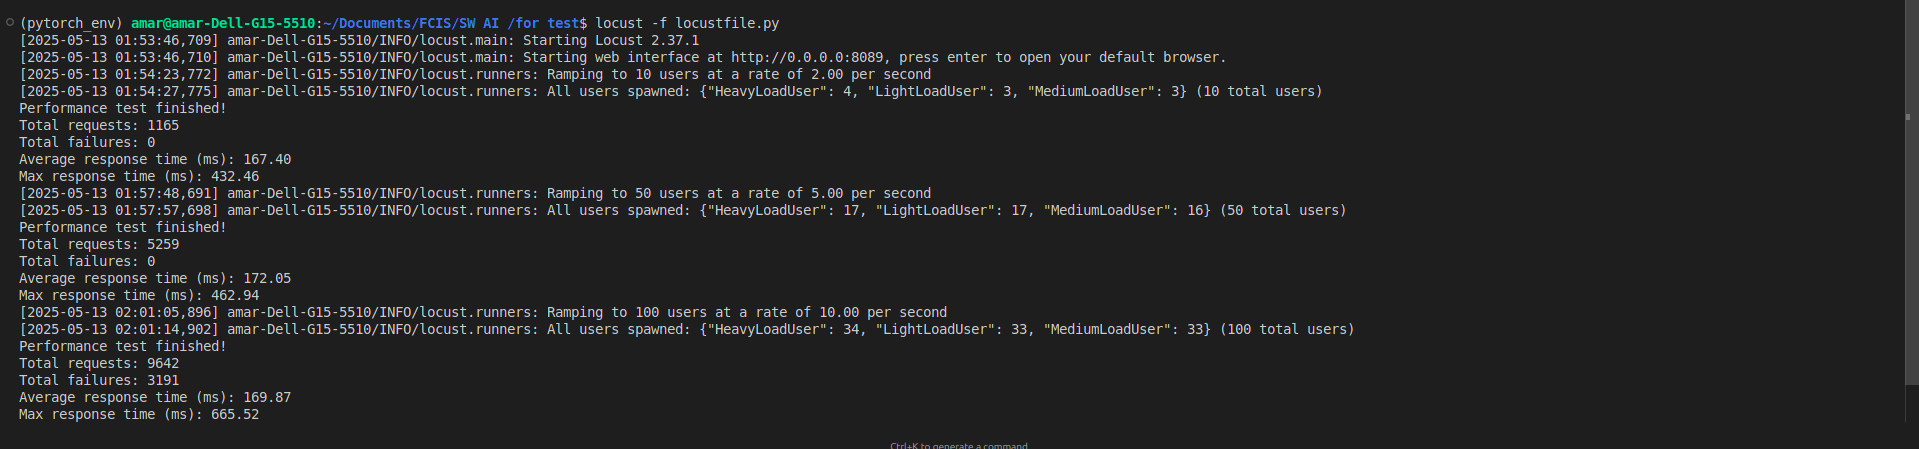 (pytorch_env) amar@amar-Dell-G15-5510:~/Documents/FCIS/SW AI /for test$ locust -f locustfile.py
[2025-05-13 01:53:46,709] amar-Dell-G15-5510/INFO/locust.main: Starting Locust 2.37.1
[2025-05-13 01:53:46,710] amar-Dell-G15-5510/INFO/locust.main: Starting web interface at http://0.0.0.0:8089, press enter to open your default browser.
[2025-05-13 01:54:23,772] amar-Dell-G15-5510/INFO/locust.runners: Ramping to 10 users at a rate of 2.00 per second
[2025-05-13 01:54:27,775] amar-Dell-G15-5510/INFO/locust.runners: All users spawned: {"HeavyLoadUser": 4, "LightLoadUser": 3, "MediumLoadUser": 3} (10 total users)
Performance test finished!
Total requests: 1165
Total failures: 0
Average response time (ms): 167.40
Max response time (ms): 432.46
[2025-05-13 01:57:48,691] amar-Dell-G15-5510/INFO/locust.runners: Ramping to 50 users at a rate of 5.00 per second
[2025-05-13 01:57:57,698] amar-Dell-G15-5510/INFO/locust.runners: All users spawned: {"HeavyLoadUser": 17, "LightLoadUser": 17, "MediumLoadUser": 16} (50 total users)
Performance test finished!
Total requests: 5259
Total failures: 0
Average response time (ms): 172.05
Max response time (ms): 462.94
[2025-05-13 02:01:05,896] amar-Dell-G15-5510/INFO/locust.runners: Ramping to 100 users at a rate of 10.00 per second
[2025-05-13 02:01:14,902] amar-Dell-G15-5510/INFO/locust.runners: All users spawned: {"HeavyLoadUser": 34, "LightLoadUser": 33, "MediumLoadUser": 33} (100 total users)
Performance test finished!
Total requests: 9642
Total failures: 3191
Average response time (ms): 169.87
Max response time (ms): 665.52
Ctrl+K to generate a command